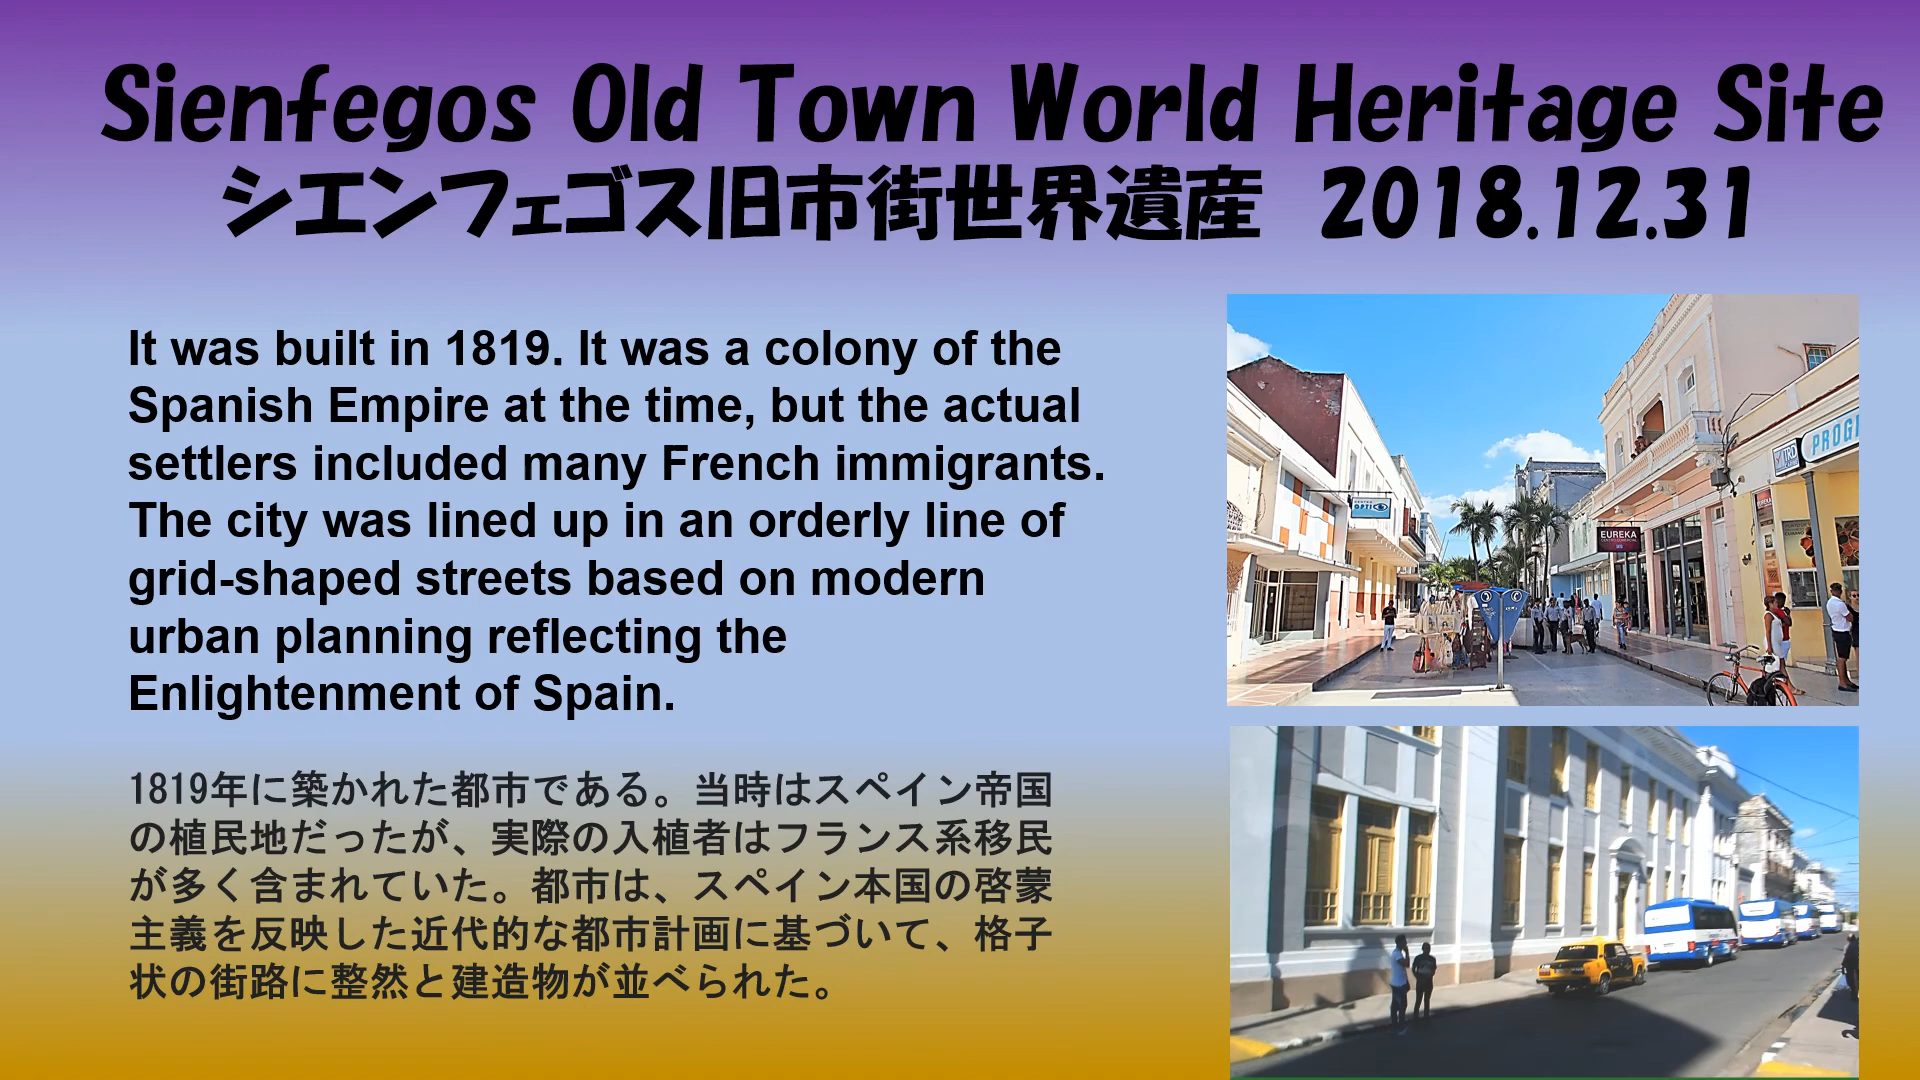 Sienfegos Old Town World Heritage Site
シエンフェゴス旧市街世界遺産 2018.12.31
It was built in 1819. It was a colony of the
Spanish Empire at the time, but the actual
settlers included many French immigrants.
The city was lined up in an orderly line of
grid-shaped streets based on modern
urban planning reflecting the
Enlightenment of Spain.
1819年に築かれた都市である。当時はスペイン帝国
の植民地だったが、実際の入植者はフランス系移民
が多く含まれていた。都市は、スペイン本国の啓蒙
主義を反映した近代的な都市計画に基づいて、格子
状の街路に整然と建造物が並べられた。
OPTI
EUREKA
TRD
PROG